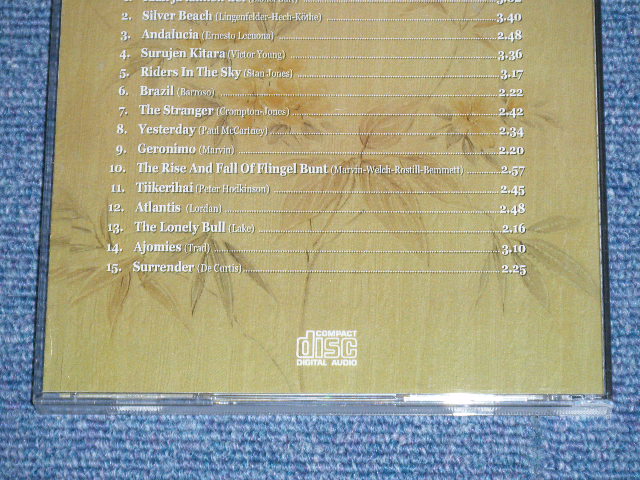 2. Silver Beach (Lingenfelder-Hech-Köthe) 3.40
3. Andalucia (Ernesto Lecuona) 2.48
4. Surujen Kitara (Victor Young) 3.36
5. Riders In The Sky (Stan Jones) 3.17
6. Brazil (Barroso) 2.22
7. The Stranger (Crompton-Jones) 2.42
8. Yesterday (Paul McCartney) 2.34
9. Geronimo (Marvin) 2.20
10. The Rise And Fall Of Flingel Bunt (Marvin-Welch-Rostill-Bemmett) 2.57
11. Tiikerihai (Peter Hodkinson) 2.45
12. Atlantis (Lordan) 2.48
13. The Lonely Bull (Lake) 2.16
14. Ajomies (Trad) 3.10
15. Surrender (De Curtis) 2.25
COMPACT
disc
DIGITAL AUDIO